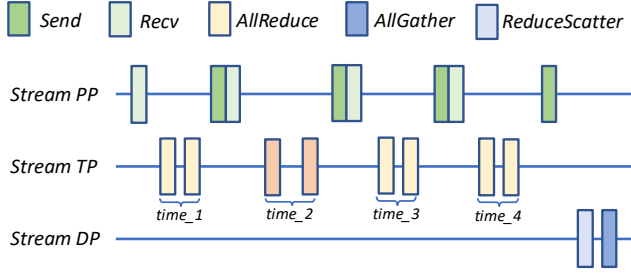 Send Recv AllReduce AllGather ReduceScatter
Stream PP
Stream TP
time_1 time_2 time_3 time_4
Stream DP